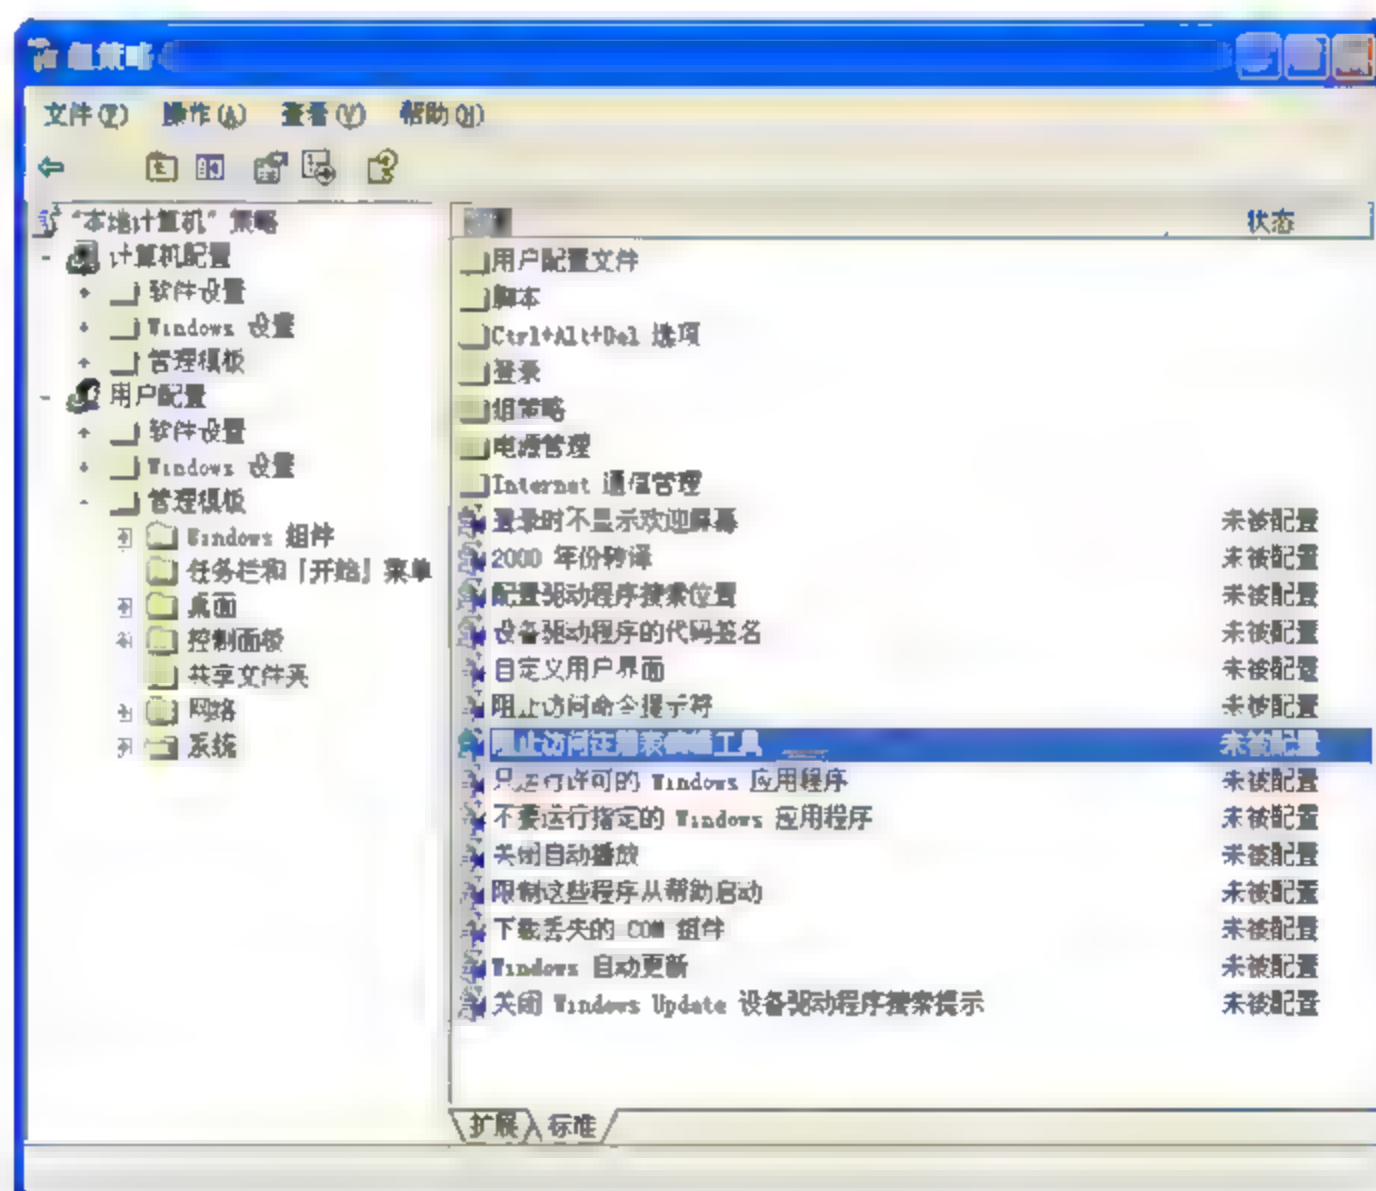 组策略
文件(F) 操作(A) 查看(V) 帮助(H)
"本地计算机" 策略
计算机配置
软件设置
Windows 设置
管理模板
用户配置
软件设置
Windows 设置
管理模板
Windows 组件
任务栏和「开始」菜单
桌面
控制面板
共享文件夹
网络
系统
状态
用户配置文件
脚本
Ctrl+Alt+Del 选项
登录
组策略
电源管理
Internet 通信管理
登录时不显示欢迎屏幕 未被配置
2000 年份转译 未被配置
配置驱动程序搜索位置 未被配置
设备驱动程序的代码签名 未被配置
自定义用户界面 未被配置
阻止访问命令提示符 未被配置
阻止访问注册表编辑工具 未被配置
只运行许可的 Windows 应用程序 未被配置
不要运行指定的 Windows 应用程序 未被配置
关闭自动播放 未被配置
限制这些程序从帮助启动 未被配置
下载丢失的 COM 组件 未被配置
Windows 自动更新 未被配置
关闭 Windows Update 设备驱动程序搜索提示 未被配置
扩展 标准